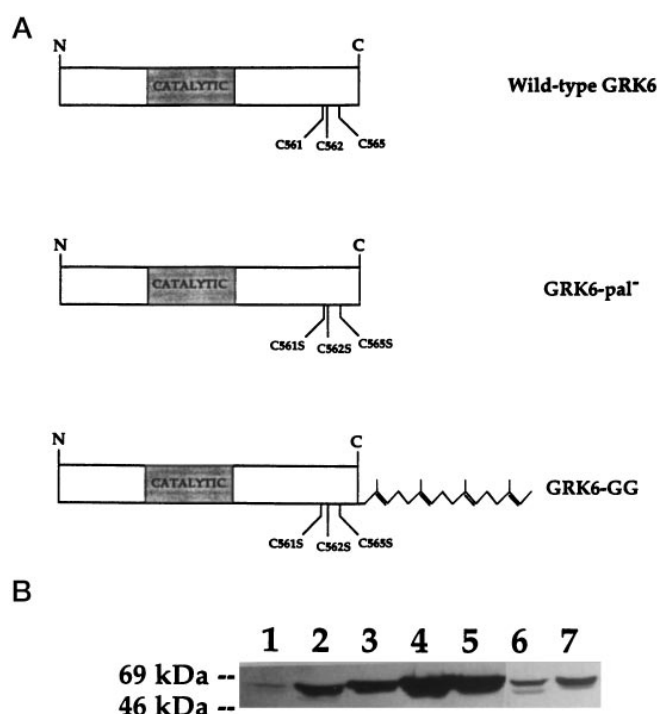 A
N C
CATALYTIC
Wild-type GRK6
C561 C562 C565
N C
CATALYTIC
GRK6-pal⁻
C561S C562S C565S
N C
CATALYTIC
GRK6-GG
C561S C562S C565S
B
1 2 3 4 5 6 7
69 kDa --
46 kDa --